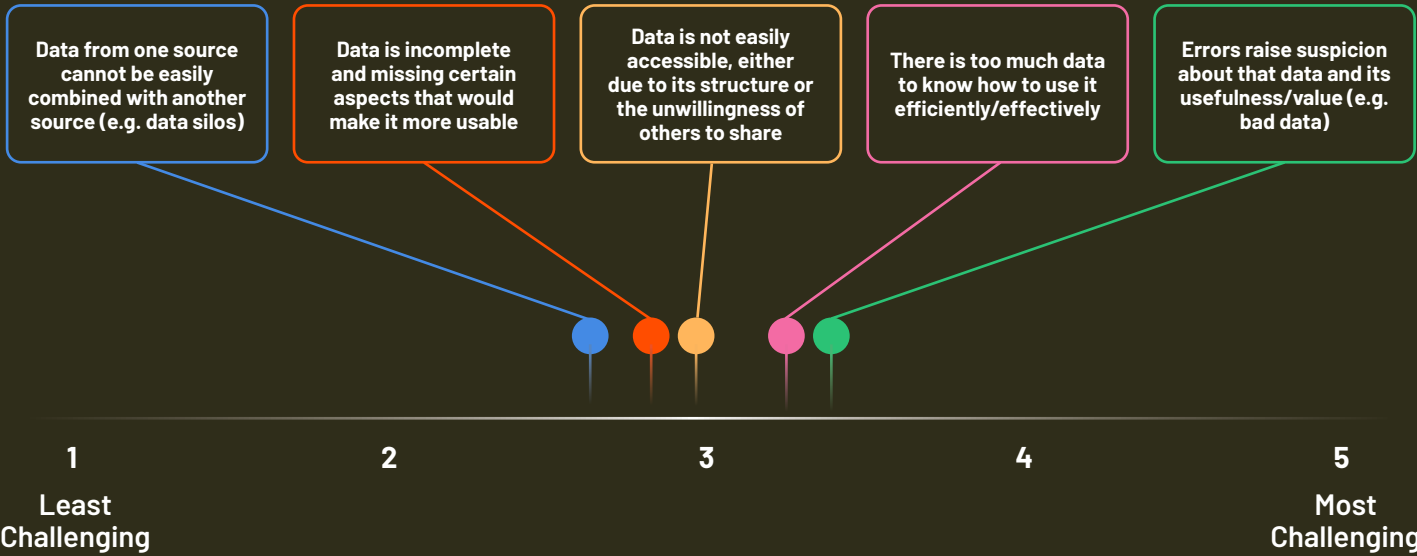 Data from one source
cannot be easily
combined with another
source (e.g. data silos)
Data is incomplete
and missing certain
aspects that would
make it more usable
Data is not easily
accessible, either
due to its structure or
the unwillingness of
others to share
There is too much data
to know how to use it
efficiently/effectively
Errors raise suspicion
about that data and its
usefulness/value (e.g.
bad data)
1
2
3
4
5
Least
Challenging
Most
Challenging